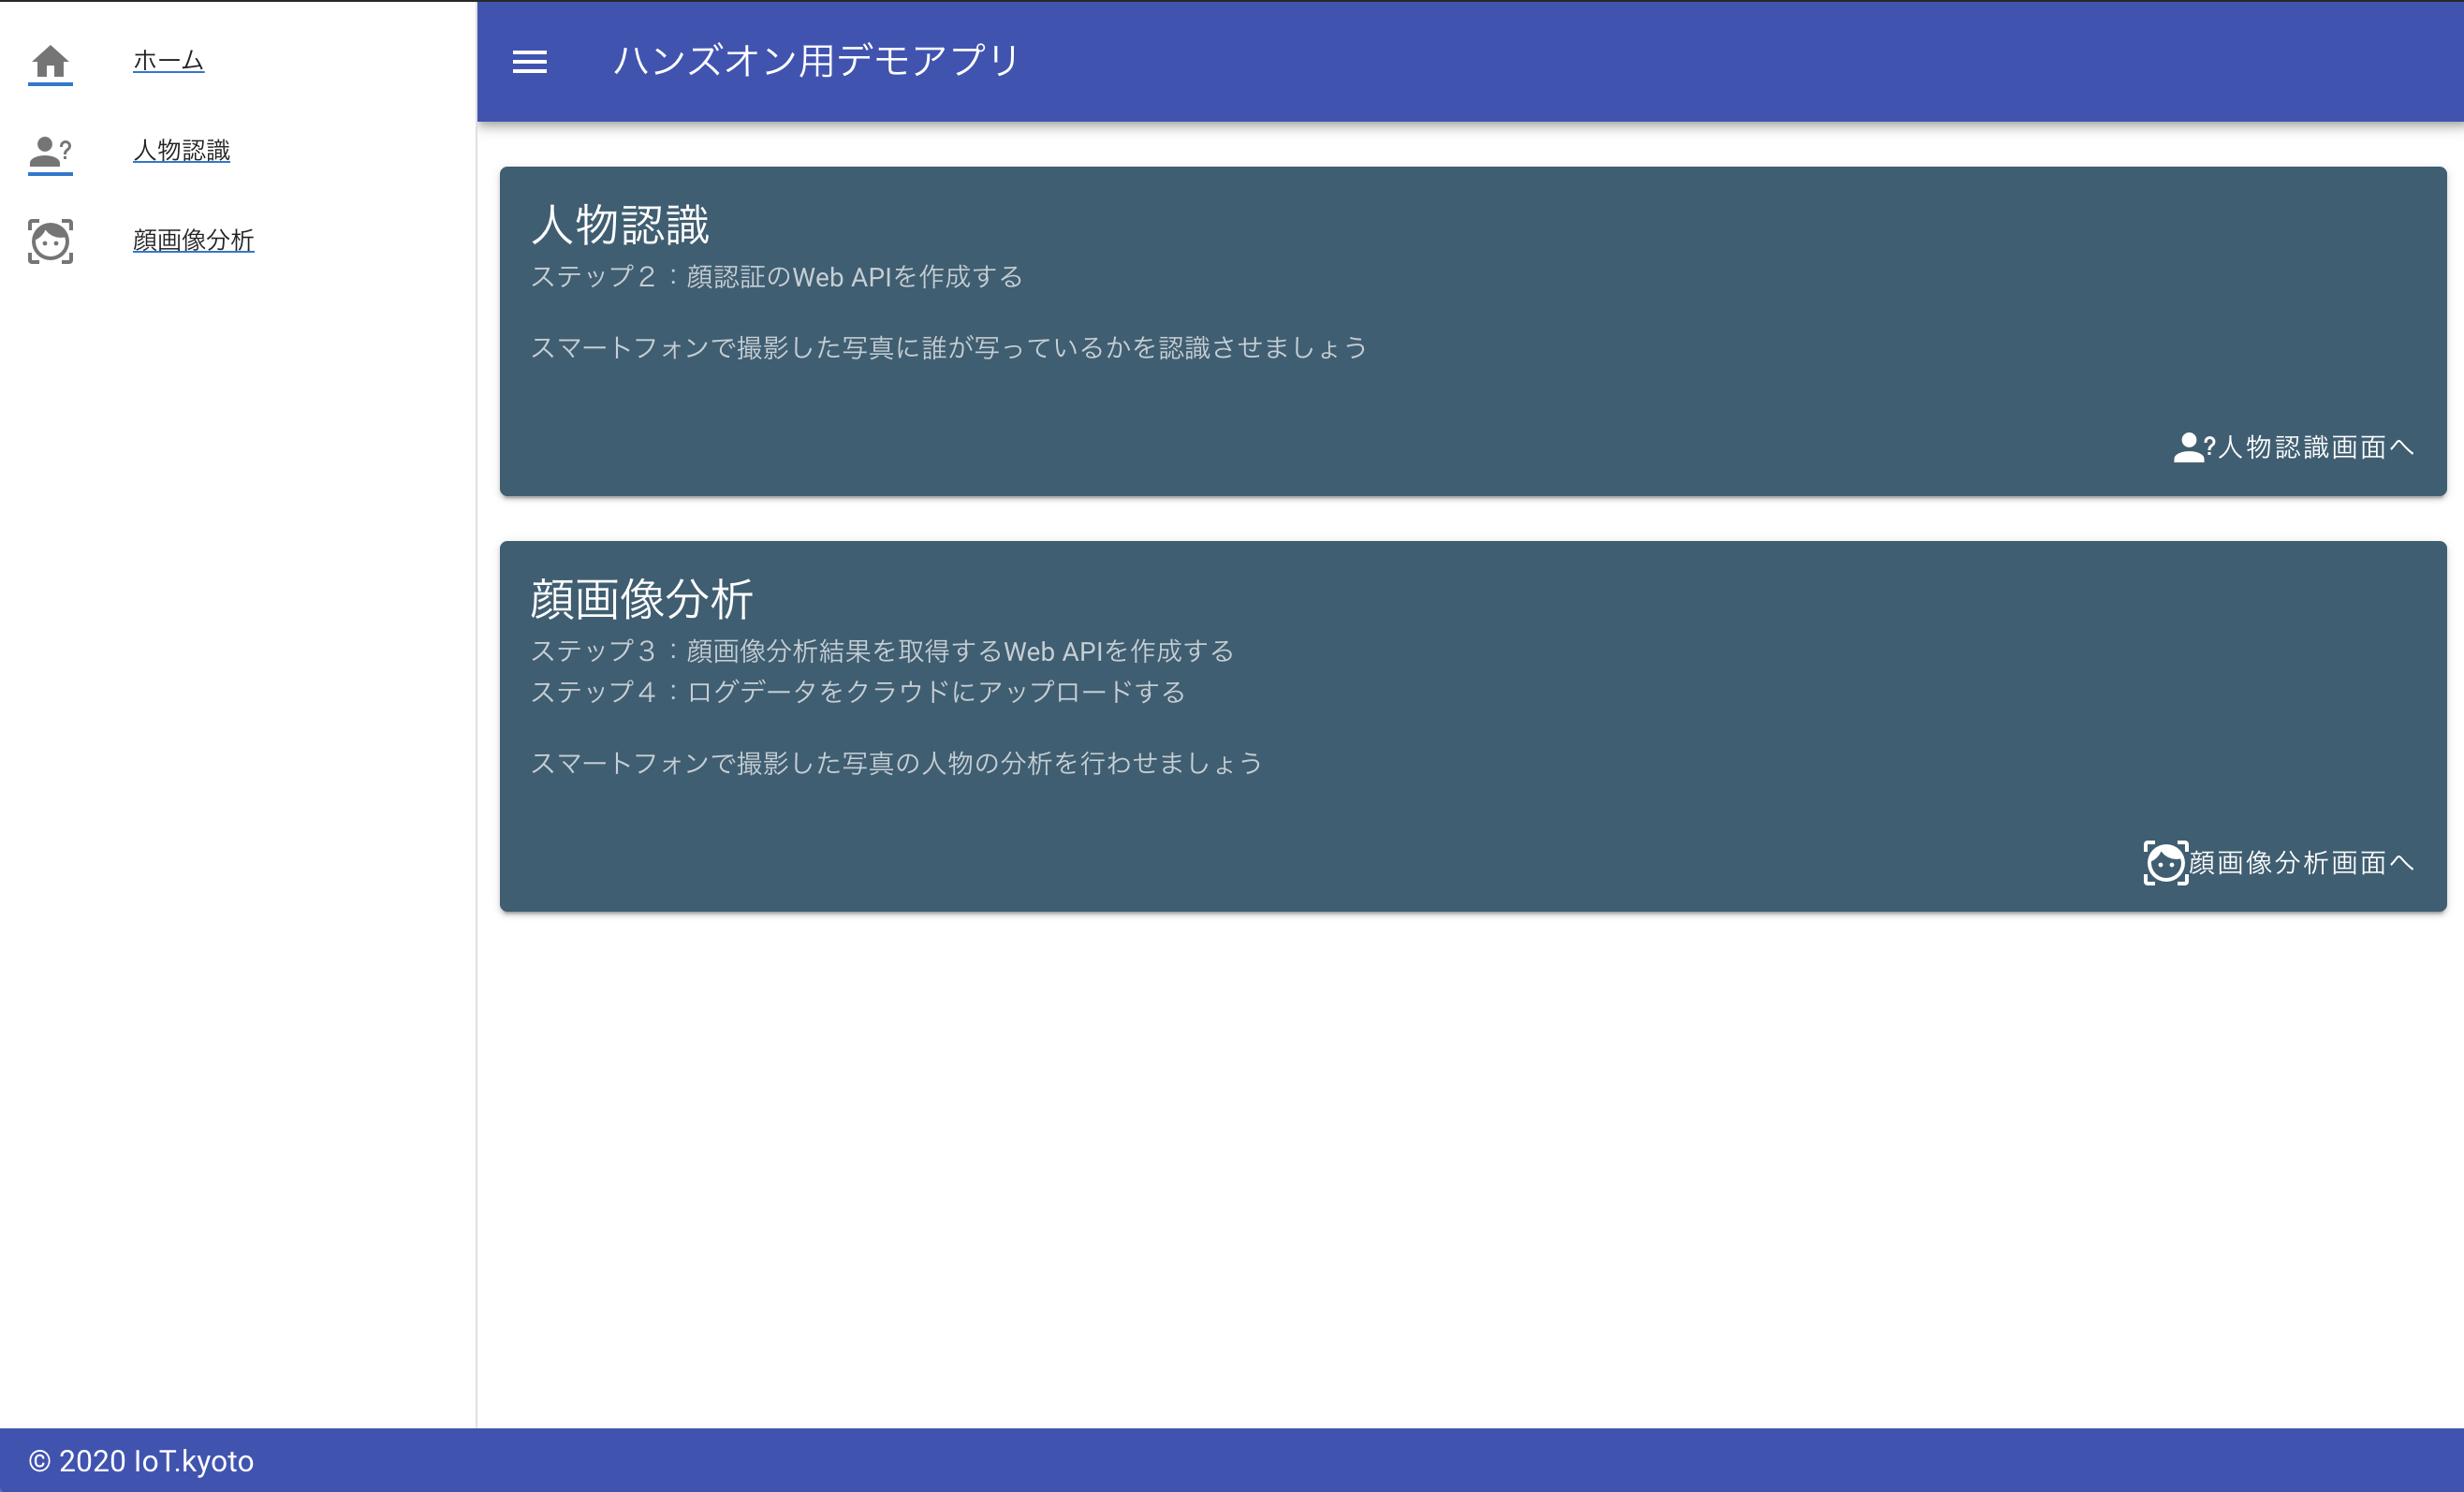 ホーム
人物認識
顔画像分析
ハンズオン用デモアプリ
人物認識
ステップ２：顔認証のWeb APIを作成する
スマートフォンで撮影した写真に誰が写っているかを認識させましょう
人物認識画面へ
顔画像分析
ステップ３：顔画像分析結果を取得するWeb APIを作成する
ステップ４：ログデータをクラウドにアップロードする
スマートフォンで撮影した写真の人物の分析を行わせましょう
顔画像分析画面へ
© 2020 IoT.kyoto